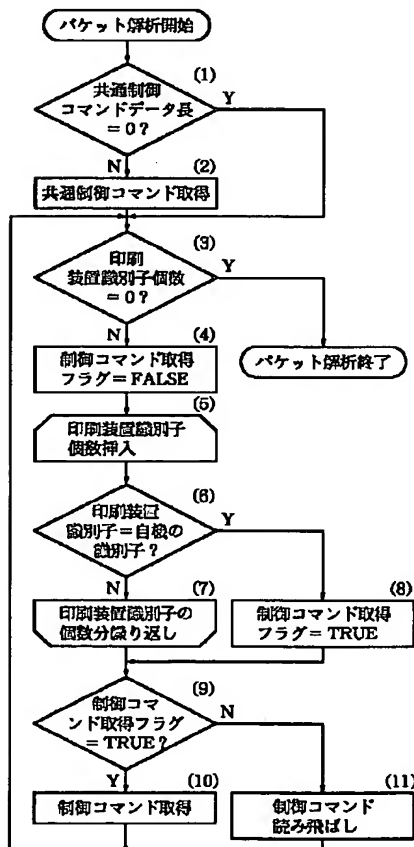 パケット解析開始
(1)
共通制御
コマンドデータ長
=0?
Y
N
(2)
共通制御コマンド取得
(3)
印刷
装置識別子個数
=0?
Y
N
(4)
制御コマンド取得
フラグ=FALSE
パケット解析終了
(5)
印刷装置識別子
個数挿入
(6)
印刷装置
識別子=自機の
識別子?
Y
N
(7)
印刷装置識別子の
個数分繰り返し
(8)
制御コマンド取得
フラグ=TRUE
(9)
制御コマ
ンド取得フラグ
=TRUE?
N
Y
(10)
制御コマンド取得
(11)
制御コマンド
読み飛ばし